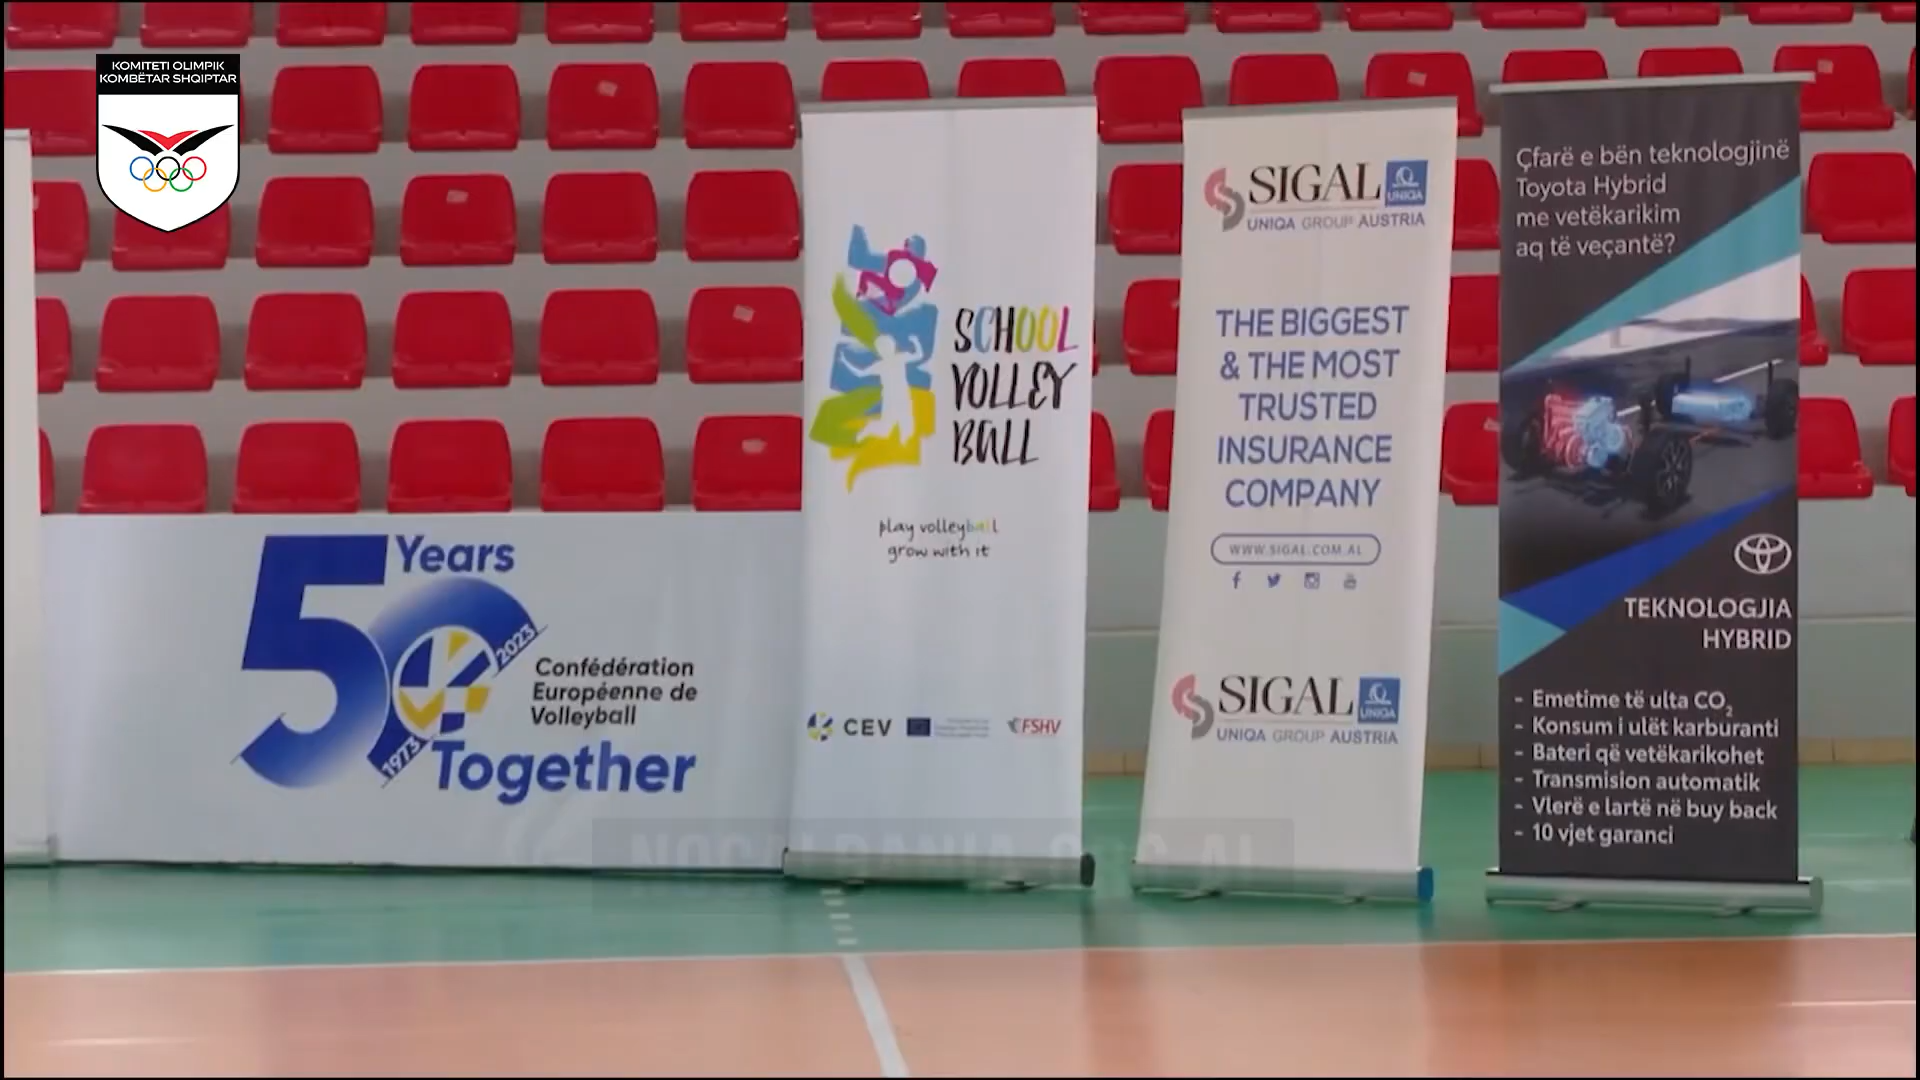 KOMITETI OLIMPIK
KOMBËTAR SHQIPTAR
50 Years
1973
2023
Confédération
Européenne de
Volleyball
Together
SCHOOL
VOLLEY
BALL
play volleyball
grow with it
CEV
FSHV
SIGAL
UNIQA
UNIQA GROUP AUSTRIA
THE BIGGEST
& THE MOST
TRUSTED
INSURANCE
COMPANY
WWW.SIGAL.COM.AL
SIGAL
UNIQA
UNIQA GROUP AUSTRIA
Çfarë e bën teknologjinë
Toyota Hybrid
me vetëkarikim
aq të veçantë?
TEKNOLOGJIA
HYBRID
- Emetime të ulta CO2
- Konsum i ulët karburanti
- Bateri që vetëkarikohet
- Transmision automatik
- Vlerë e lartë në buy back
- 10 vjet garanci